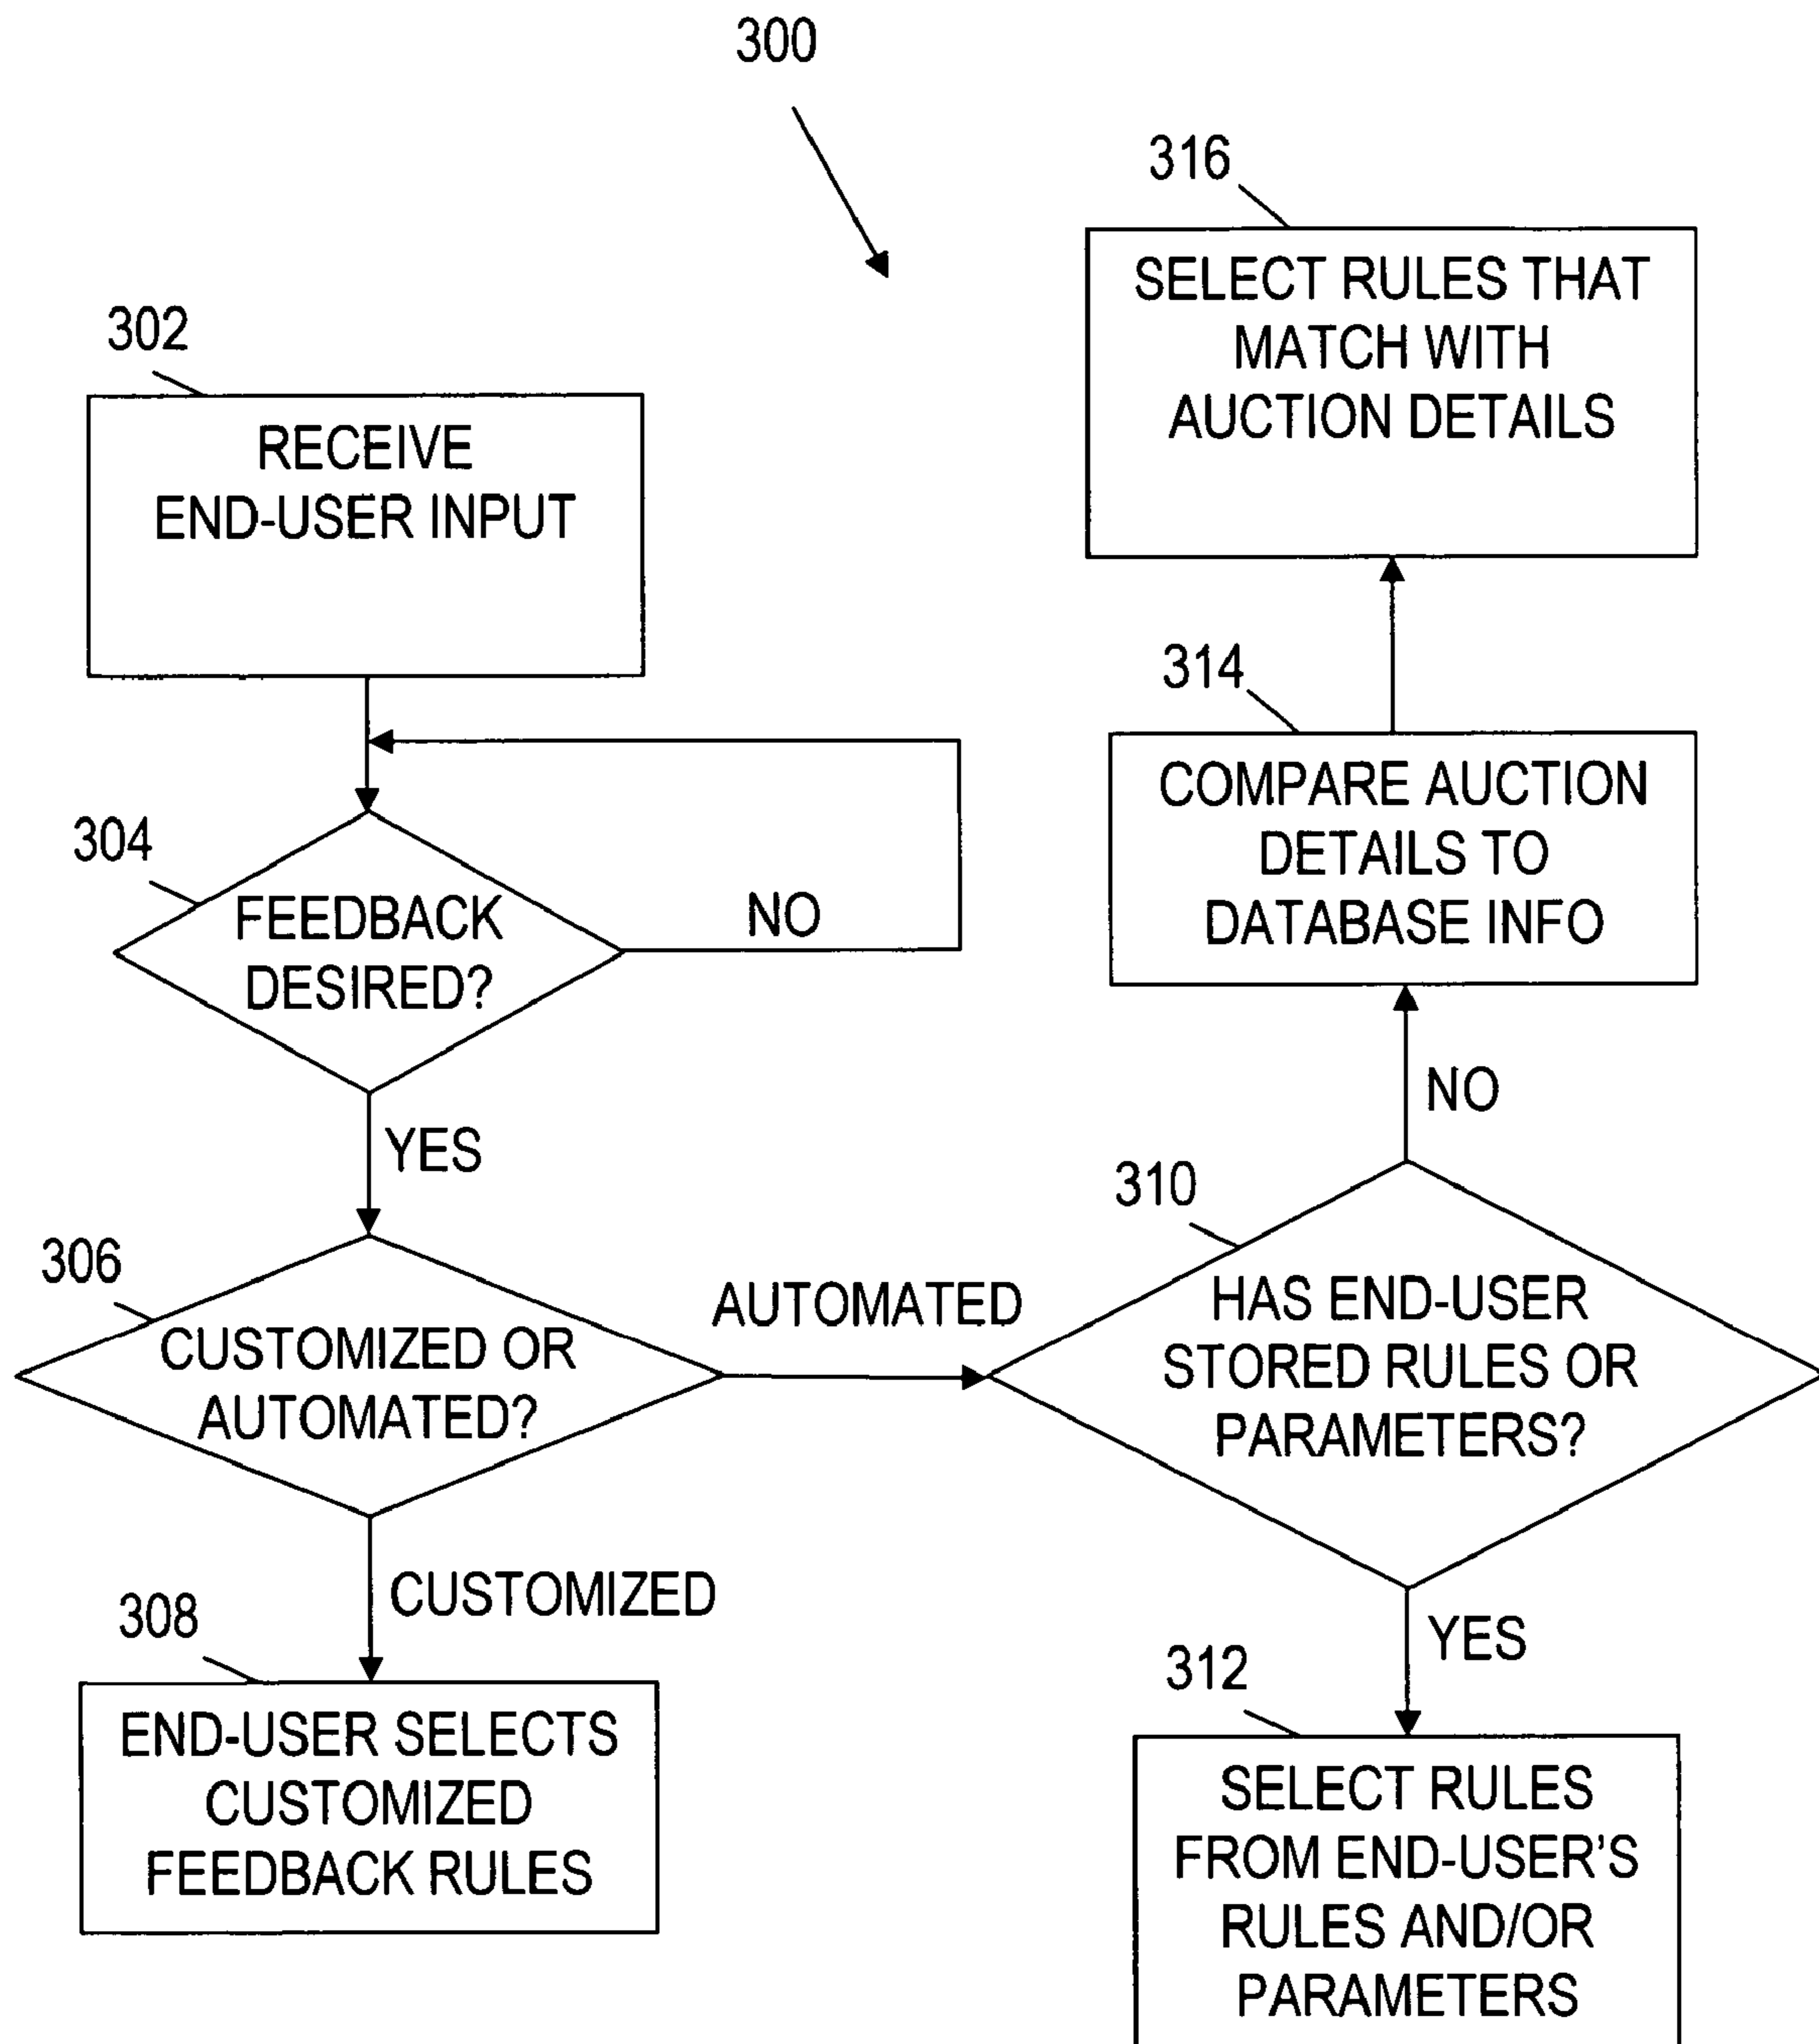 300
302
RECEIVE
END-USER INPUT
304
FEEDBACK
DESIRED?
NO
YES
306
CUSTOMIZED OR
AUTOMATED?
AUTOMATED
CUSTOMIZED
308
END-USER SELECTS
CUSTOMIZED
FEEDBACK RULES
310
HAS END-USER
STORED RULES OR
PARAMETERS?
YES
312
SELECT RULES
FROM END-USER'S
RULES AND/OR
PARAMETERS
NO
314
COMPARE AUCTION
DETAILS TO
DATABASE INFO
316
SELECT RULES THAT
MATCH WITH
AUCTION DETAILS